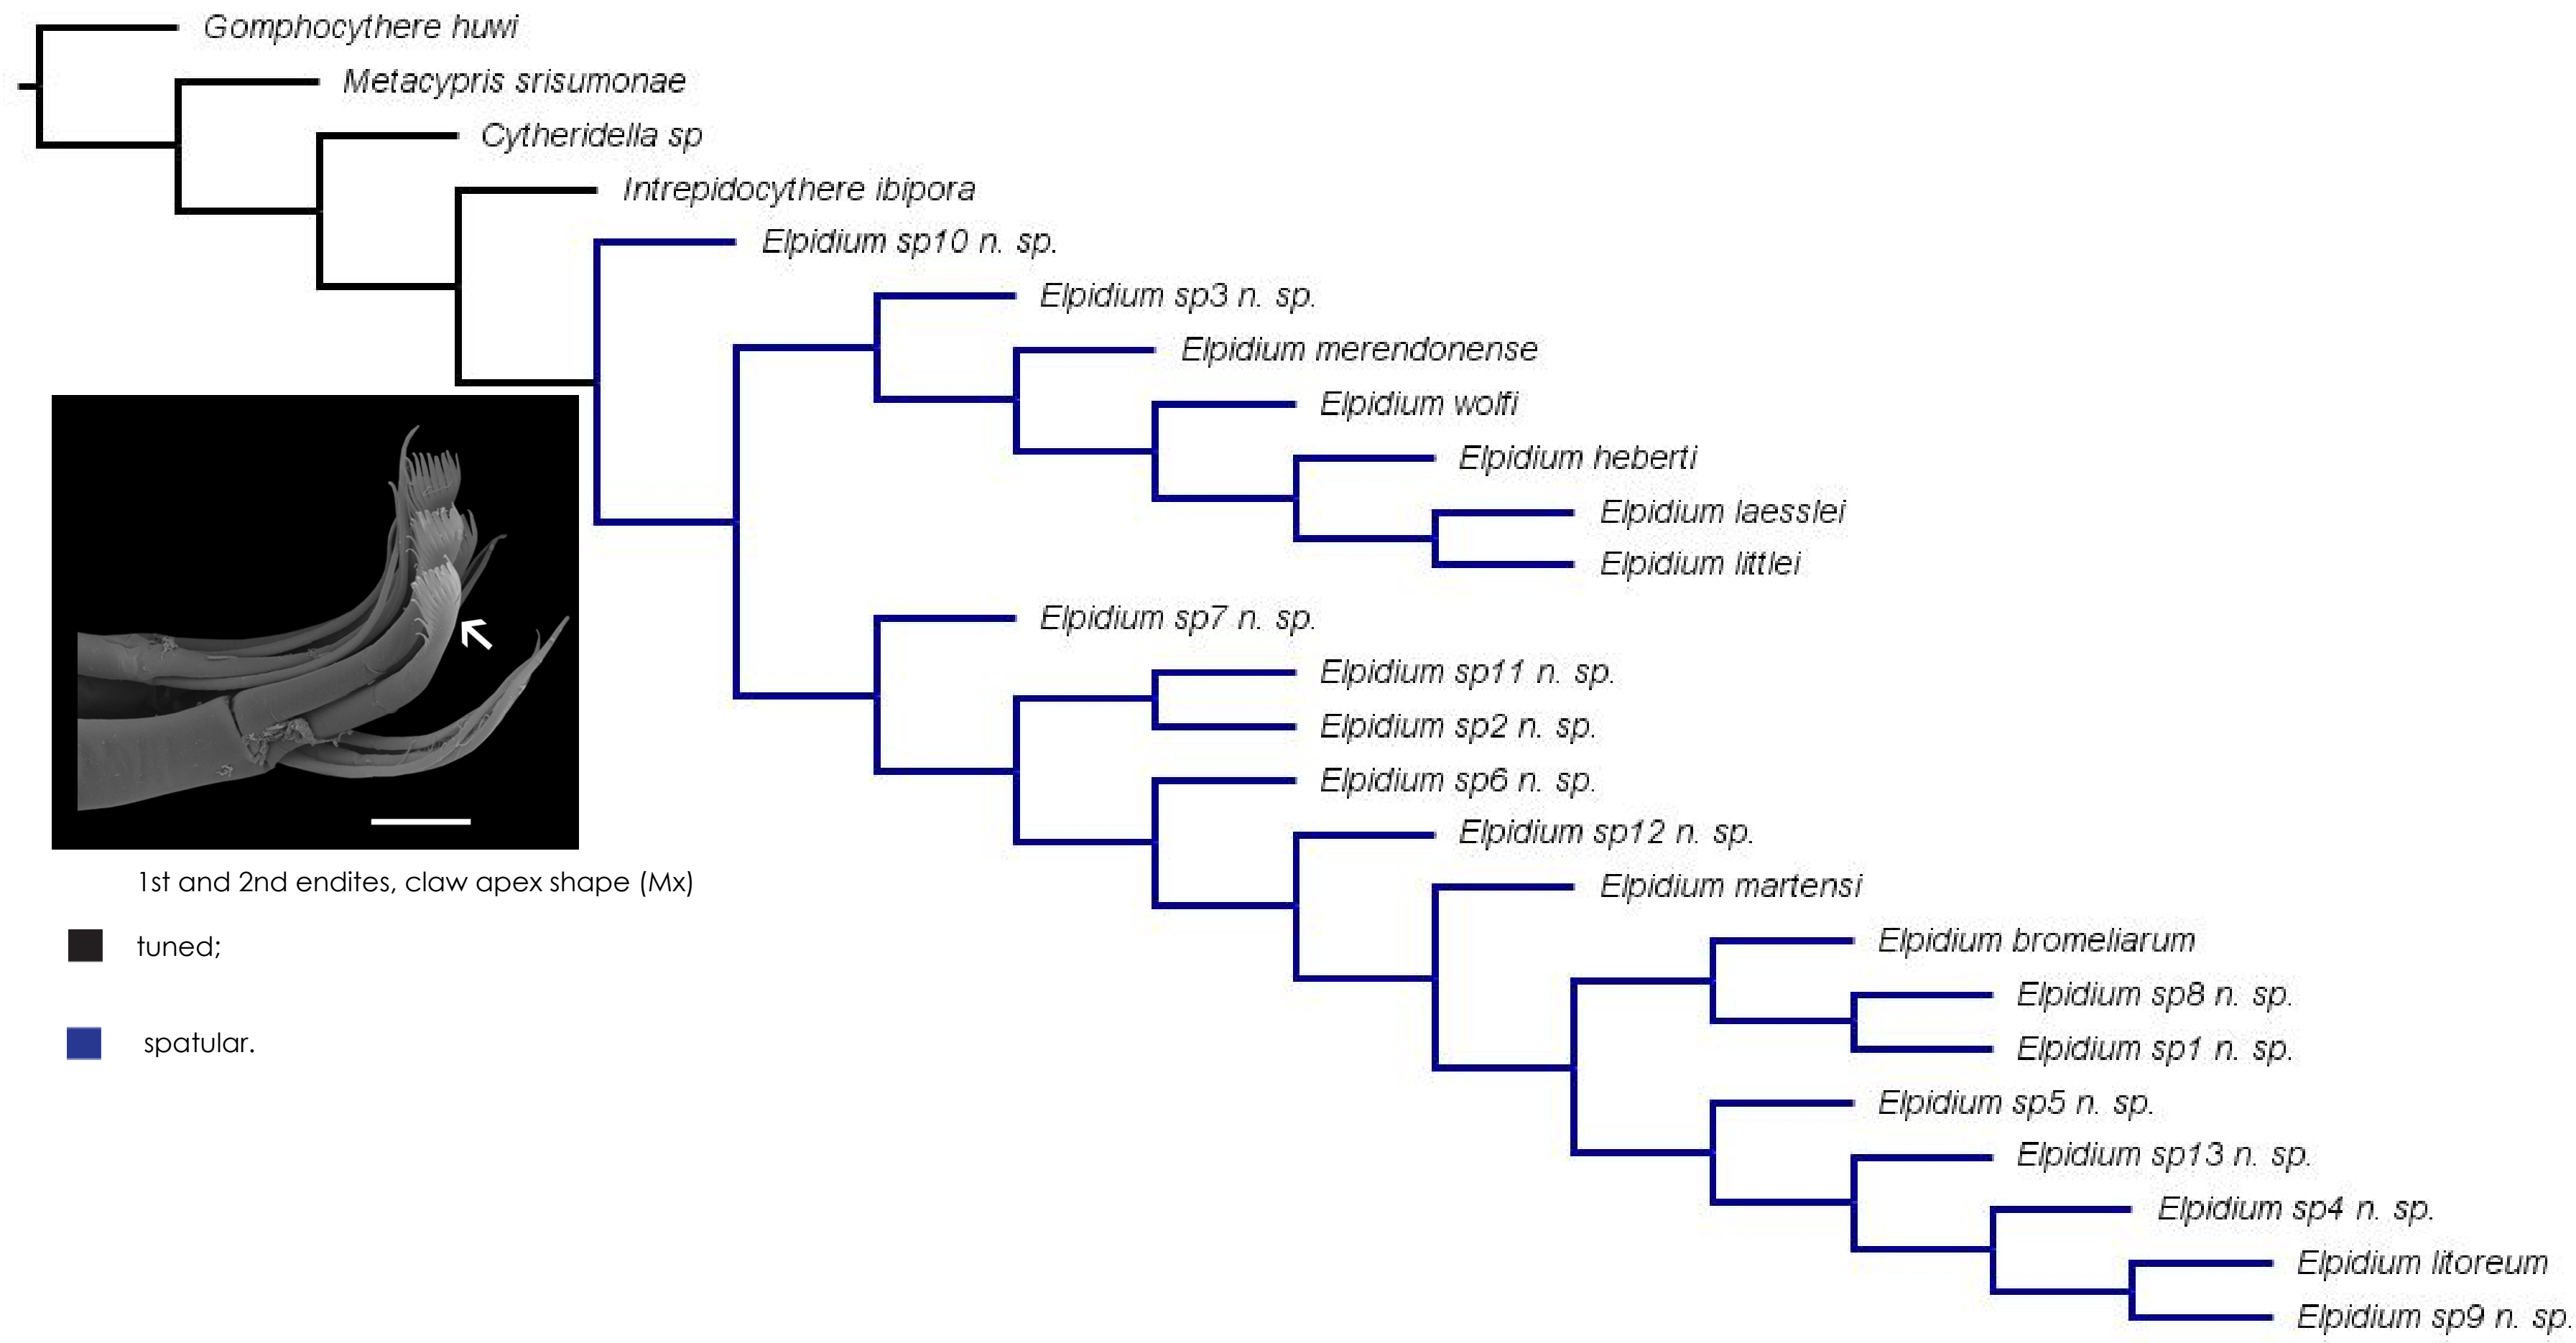 Gomphocythere huwi
Metacypris srisumonae
Cytheridella sp
Intrepidocythere ibipora
Elpidium sp10 n. sp.
Elpidium sp3 n. sp.
Elpidium merendonense
Elpidium wolfi
Elpidium heberti
Elpidium laesslei
Elpidium littlei
Elpidium sp7 n. sp.
Elpidium sp11 n. sp.
Elpidium sp2 n. sp.
Elpidium sp6 n. sp.
Elpidium sp12 n. sp.
Elpidium martensi
Elpidium bromeliarum
Elpidium sp8 n. sp.
Elpidium sp1 n. sp.
Elpidium sp5 n. sp.
Elpidium sp13 n. sp.
Elpidium sp4 n. sp.
Elpidium litoreum
Elpidium sp9 n. sp.
1st and 2nd endites, claw apex shape (Mx)
tuned;
spatular.